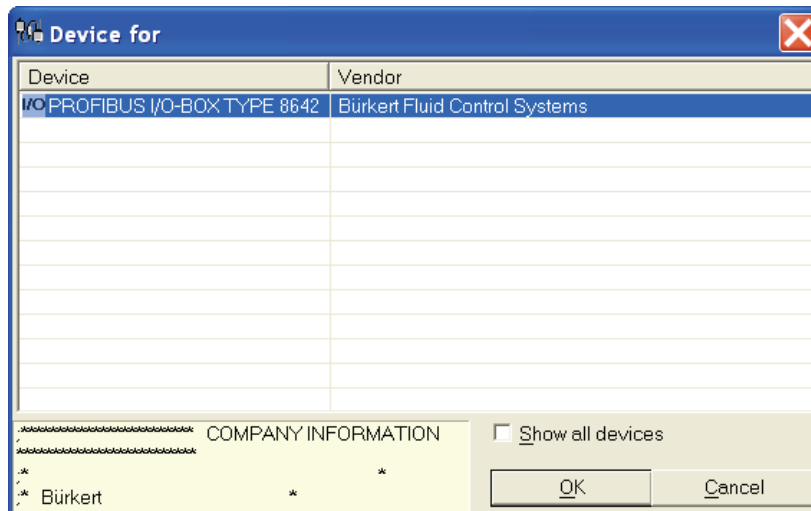 Device for
Device Vendor
I/O PROFIBUS I/O-BOX TYPE 8642 Bürkert Fluid Control Systems
;*************************** COMPANY INFORMATION
****************************
;* *
;* Bürkert *
Show all devices
OK Cancel